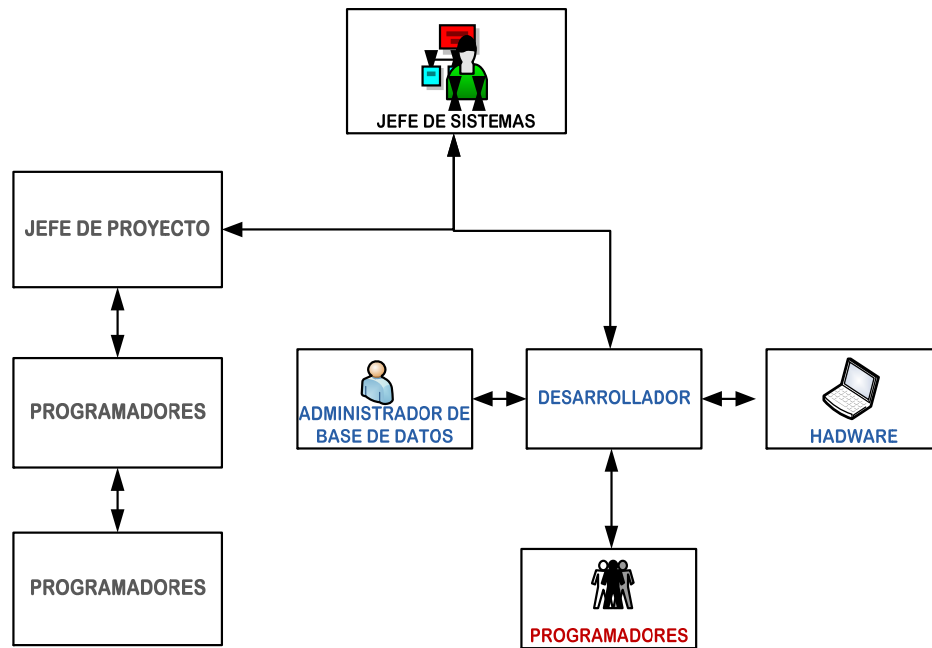 JEFE DE SISTEMAS
JEFE DE PROYECTO
PROGRAMADORES
ADMINISTRADOR DE
BASE DE DATOS
DESARROLLADOR
HADWARE
PROGRAMADORES
PROGRAMADORES